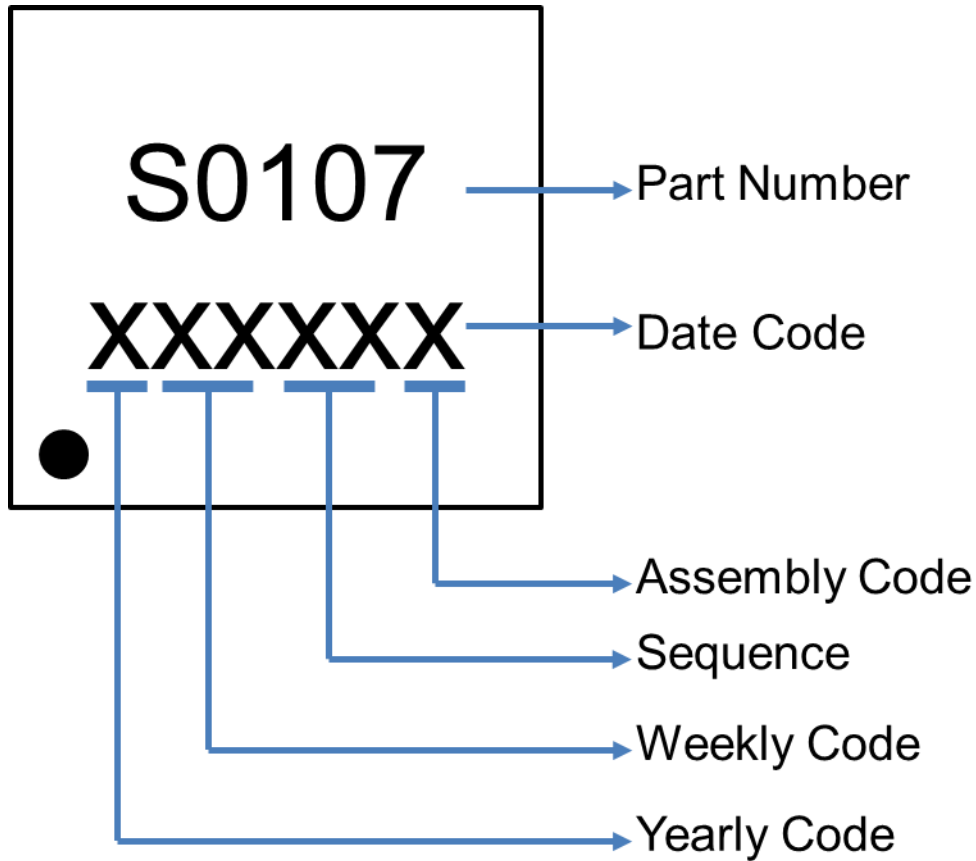 S0107
Part Number
XXXXXX
Date Code
Assembly Code
Sequence
Weekly Code
Yearly Code